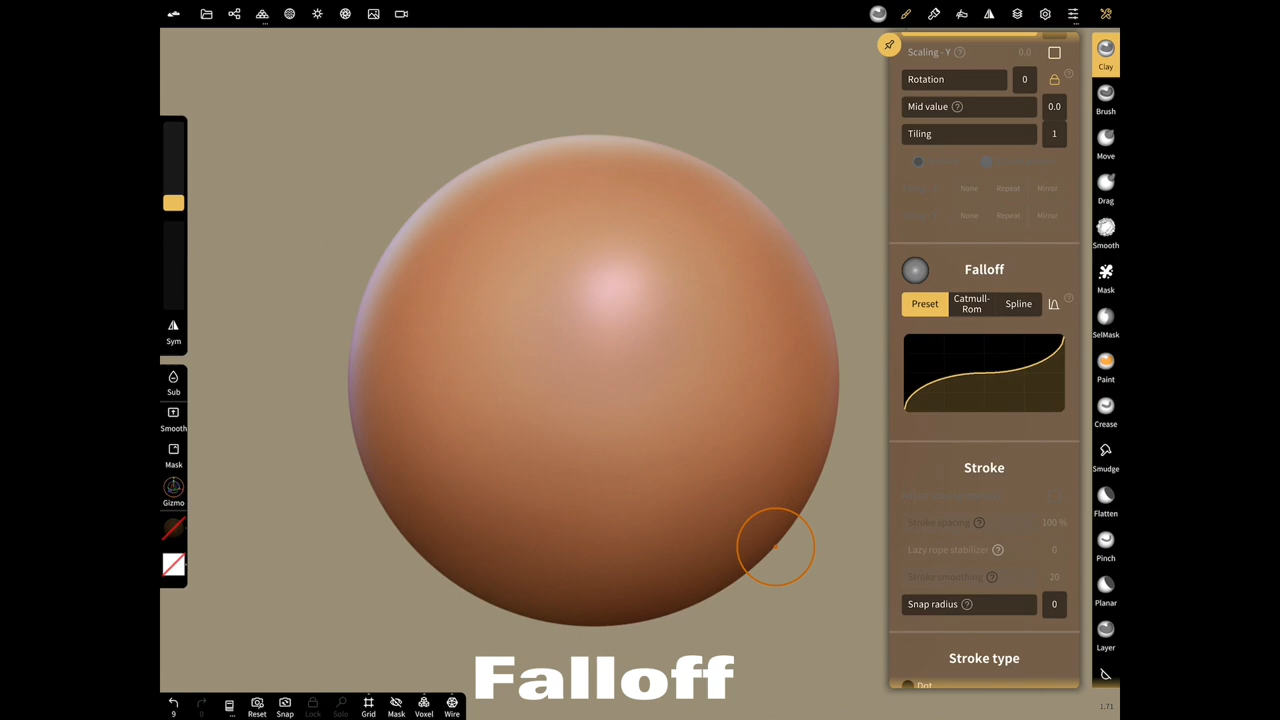 Scaling - Y 0.0
Rotation 0
Mid value 0.0
Tiling 1
None Repeat Mirror
None Repeat Mirror
Falloff
Preset Catmull-Rom Spline
Stroke
Stroke spacing 100 %
Lazy rope stabilizer 0
Stroke smoothing 20
Snap radius 0
Stroke type
Dot
Clay
Brush
Move
Drag
Smooth
Mask
SelMask
Paint
Crease
Smudge
Flatten
Pinch
Planar
Layer
1.71
Sym
Sub
Smooth
Mask
Gizmo
Falloff
9 0 ... Reset Snap Lock Solo Grid Mask Voxel Wire